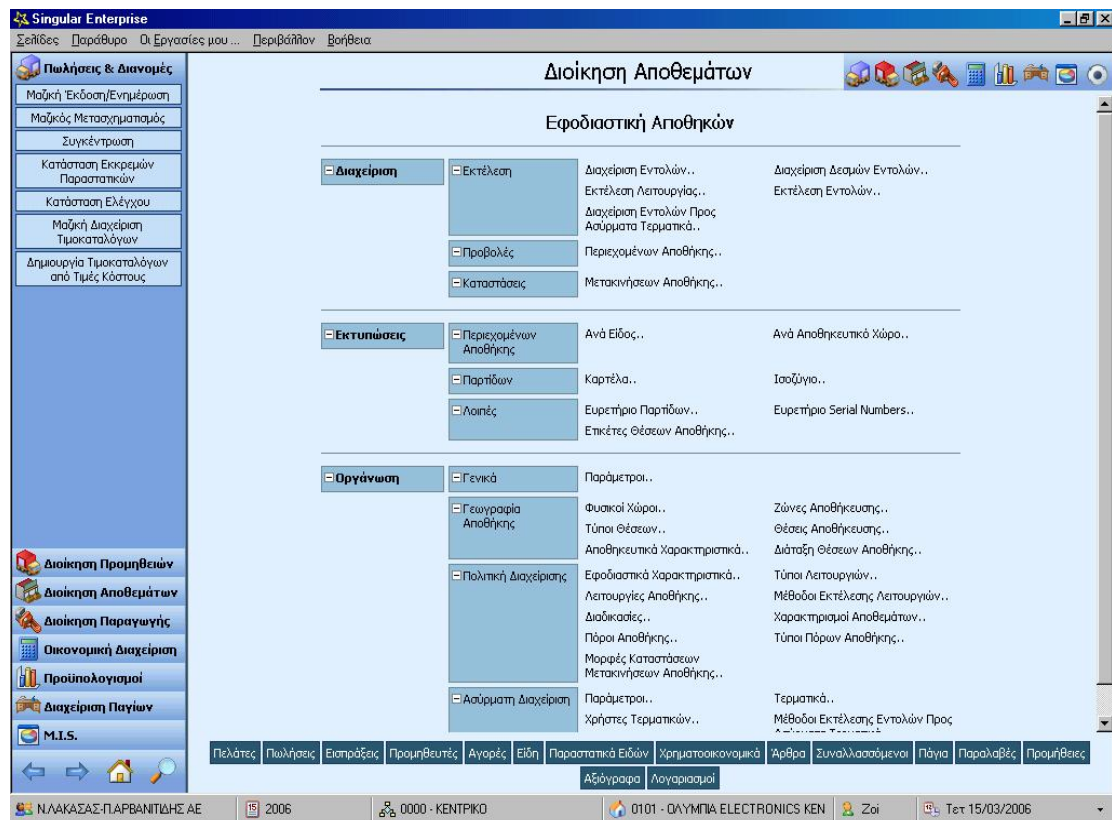 Singular Enterprise
Σελίδες Παράθυρο Οι Εργασίες μου ... Περιβάλλον Βοήθεια
Πωλήσεις & Διανομές
Μαζική Έκδοση/Ενημέρωση
Μαζικός Μετασχηματισμός
Συγκέντρωση
Κατάσταση Εκκρεμών
Παραστατικών
Κατάσταση Ελέγχου
Μαζική Διαχείριση
Τιμοκαταλόγων
Δημιουργία Τιμοκαταλόγων
από Τιμές Κόστους
Διοίκηση Προμηθειών
Διοίκηση Αποθεμάτων
Διοίκηση Παραγωγής
Οικονομική Διαχείριση
Προϋπολογισμοί
Διαχείριση Παγίων
M.I.S.
Διοίκηση Αποθεμάτων
Εφοδιαστική Αποθηκών
Διαχείριση
Εκτέλεση
Διαχείριση Εντολών.. Διαχείριση Δεσμών Εντολών..
Εκτέλεση Λειτουργίας.. Εκτέλεση Εντολών..
Διαχείριση Εντολών Προς
Ασύρματα Τερματικά..
Προβολές Περιεχομένων Αποθήκης..
Καταστάσεις Μετακινήσεων Αποθήκης..
Εκτυπώσεις
Περιεχομένων
Αποθήκης
Ανά Είδος.. Ανά Αποθηκευτικό Χώρο..
Παρτίδων Καρτέλα.. Ισοζύγιο..
Λοιπές Ευρετήριο Παρτίδων.. Ευρετήριο Serial Numbers..
Ετικέτες Θέσεων Αποθήκης..
Οργάνωση
Γενικά Παράμετροι..
Γεωγραφία
Αποθήκης
Φυσικοί Χώροι.. Ζώνες Αποθήκευσης..
Τύποι Θέσεων.. Θέσεις Αποθήκευσης..
Αποθηκευτικά Χαρακτηριστικά.. Διάταξη Θέσεων Αποθήκης..
Πολιτική Διαχείρισης Εφοδιαστικά Χαρακτηριστικά.. Τύποι Λειτουργιών..
Λειτουργίες Αποθήκης.. Μέθοδοι Εκτέλεσης Λειτουργιών..
Διαδικασίες.. Χαρακτηρισμοί Αποθεμάτων..
Πόροι Αποθήκης.. Τύποι Πόρων Αποθήκης..
Μορφές Καταστάσεων
Μετακινήσεων Αποθήκης..
Ασύρματη Διαχείριση Παράμετροι.. Τερματικά..
Χρήστες Τερματικών.. Μέθοδοι Εκτέλεσης Εντολών Προς
Πελάτες Πωλήσεις Εισπράξεις Προμηθευτές Αγορές Είδη Παραστατικά Ειδών Χρηματοοικονομικά Άρθρα Συναλλασσόμενοι Πάγια Παραλαβές Προμήθειες
Αξιόγραφα Λογαριασμοί
Ν.ΛΑΚΑΣΑΣ-Π.ΑΡΒΑΝΙΤΙΔΗΣ ΑΕ 2006 0000 - ΚΕΝΤΡΙΚΟ 0101 - ΟΛΥΜΠΙΑ ELECTRONICS ΚΕΝ Zoi Τετ 15/03/2006